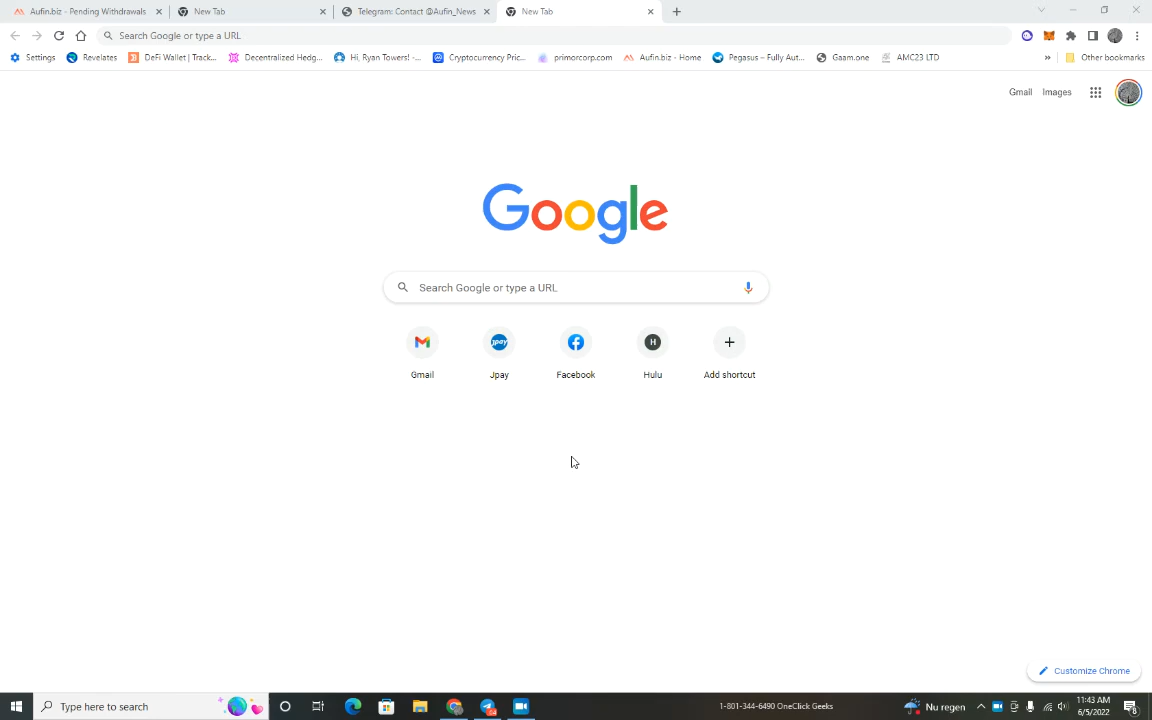 Aufin.biz - Pending Withdrawals
New Tab
Telegram: Contact @Aufin_News
New Tab
Search Google or type a URL
Settings
Revelates
DeFi Wallet | Track...
Decentralized Hedg...
Hi, Ryan Towers! -...
Cryptocurrency Pric...
primorcorp.com
Aufin.biz - Home
Pegasus – Fully Aut...
Gaam.one
AMC23 LTD
»
Other bookmarks
Gmail
Images
Google
Search Google or type a URL
jpay
H
Gmail
Jpay
Facebook
Hulu
Add shortcut
Customize Chrome
Type here to search
1-801-344-6490 OneClick Geeks
Nu regen
11:43 AM
6/5/2022